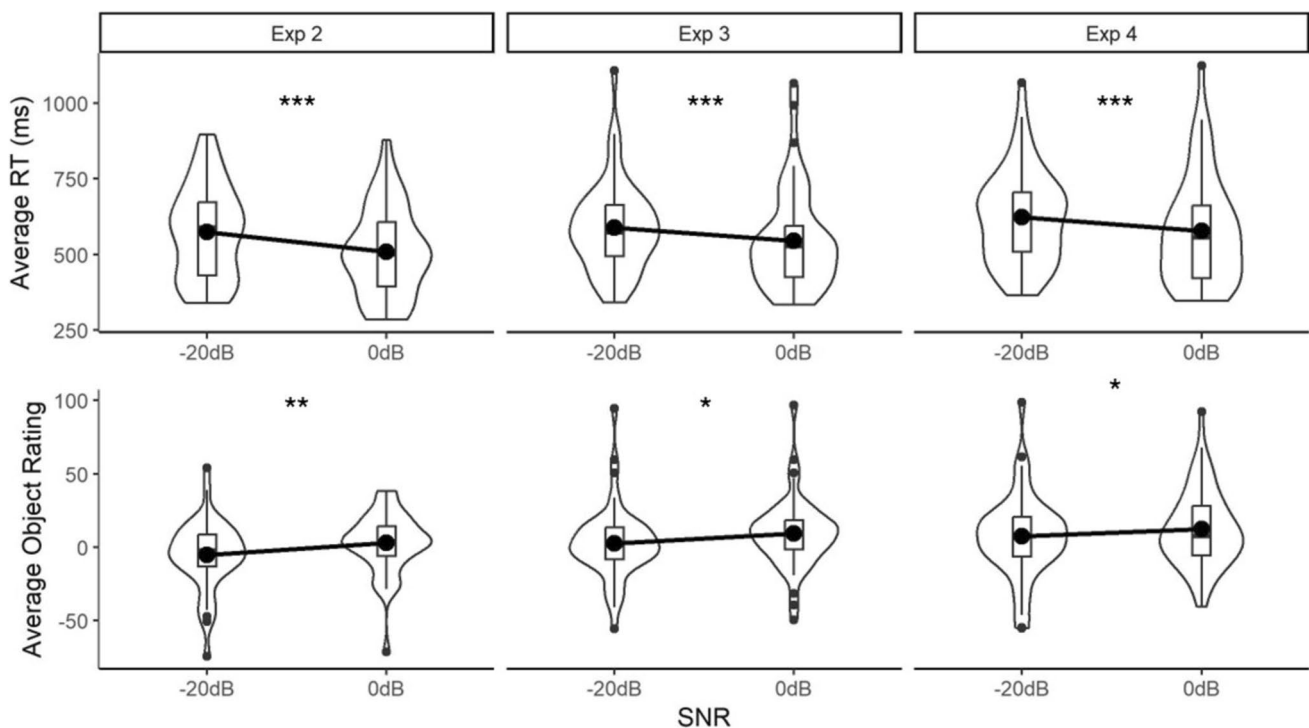 Exp 2 Exp 3 Exp 4
Average RT (ms)
1000
750
500
250
*** *** ***
-20dB 0dB -20dB 0dB -20dB 0dB
Average Object Rating
100
50
0
-50
** * *
-20dB 0dB -20dB 0dB -20dB 0dB
SNR